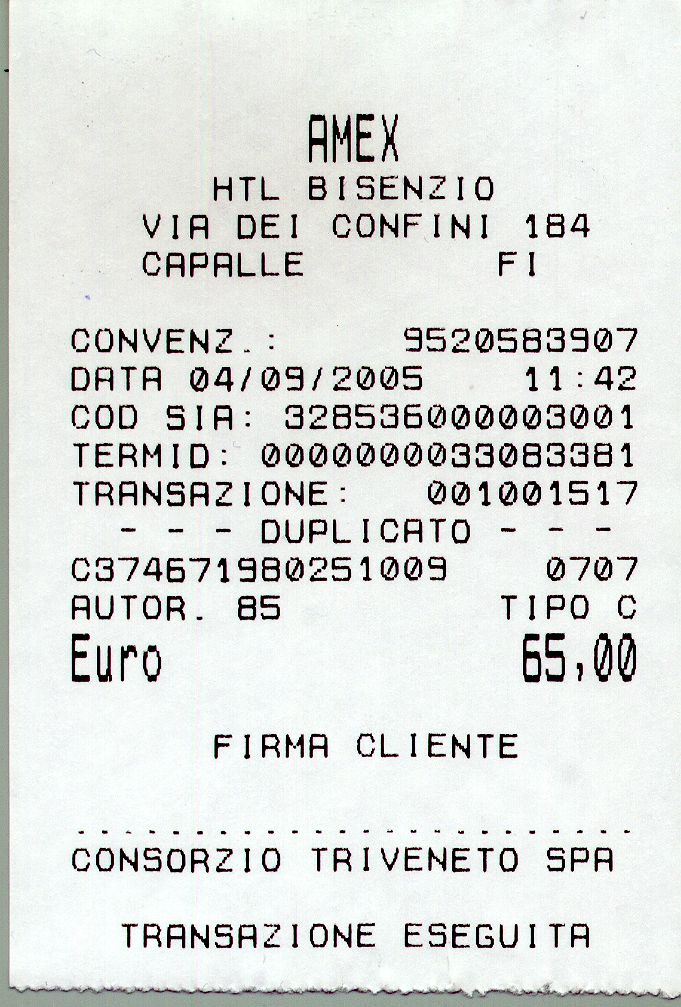 AMEX
HTL BISENZIO
VIA DEI CONFINI 184
CAPALLE FI
CONVENZ.: 9520583907
DATA 04/09/2005 11:42
COD SIA: 328536000003001
TERMID: 0000000033083381
TRANSAZIONE: 001001517
- - - DUPLICATO - - -
C374671980251009 0707
AUTOR. 85 TIPO C
Euro 65,00
FIRMA CLIENTE
........................
CONSORZIO TRIVENETO SPA
TRANSAZIONE ESEGUITA